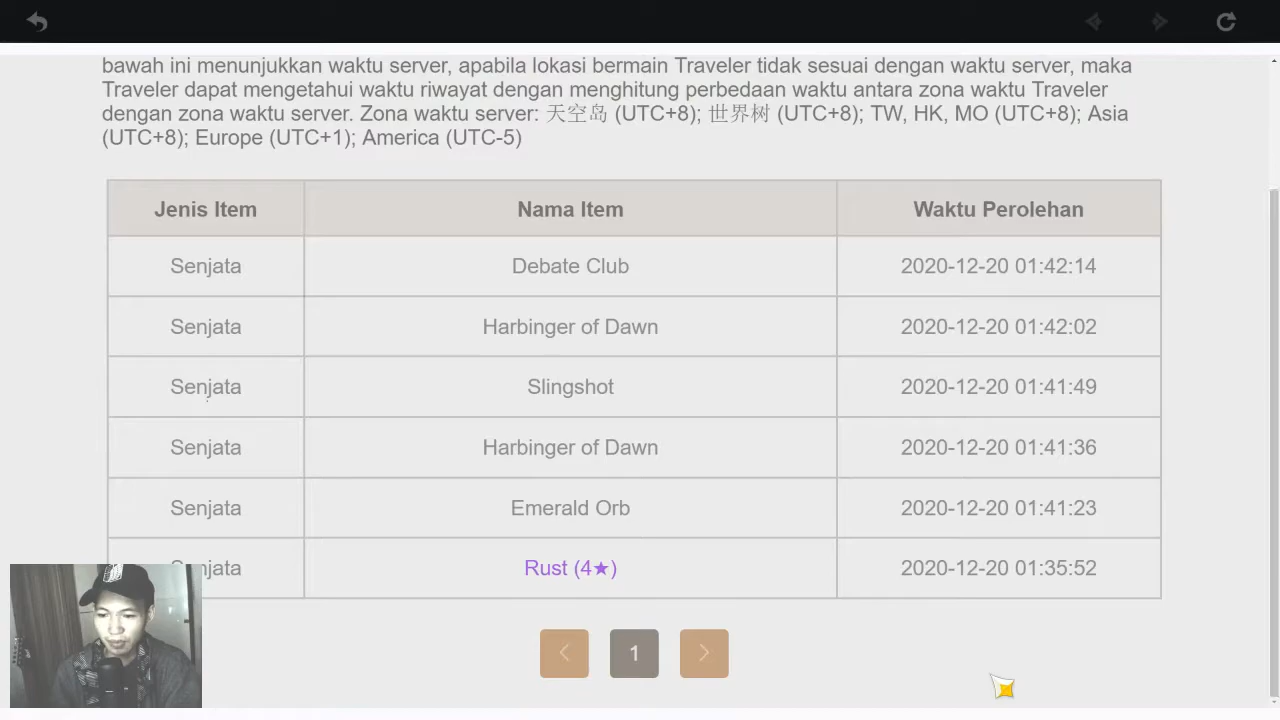 bawah ini menunjukkan waktu server, apabila lokasi bermain Traveler tidak sesuai dengan waktu server, maka
Traveler dapat mengetahui waktu riwayat dengan menghitung perbedaan waktu antara zona waktu Traveler
dengan zona waktu server. Zona waktu server: 天空岛 (UTC+8); 世界树 (UTC+8); TW, HK, MO (UTC+8); Asia
(UTC+8); Europe (UTC+1); America (UTC-5)
Jenis Item Nama Item Waktu Perolehan
Senjata Debate Club 2020-12-20 01:42:14
Senjata Harbinger of Dawn 2020-12-20 01:42:02
Senjata Slingshot 2020-12-20 01:41:49
Senjata Harbinger of Dawn 2020-12-20 01:41:36
Senjata Emerald Orb 2020-12-20 01:41:23
Rust (4★) 2020-12-20 01:35:52
1